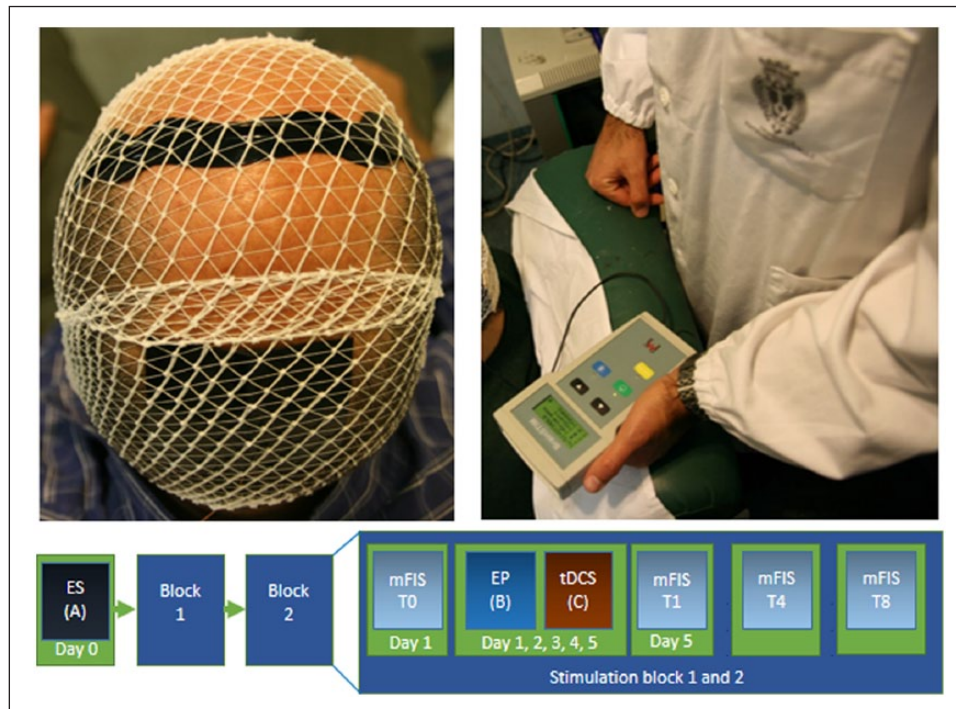 ES
(A)
Day 0
Block
1
Block
2
mFIS
T0
Day 1
EP
(B)
tDCS
(C)
Day 1, 2, 3, 4, 5
mFIS
T1
Day 5
mFIS
T4
mFIS
T8
Stimulation block 1 and 2